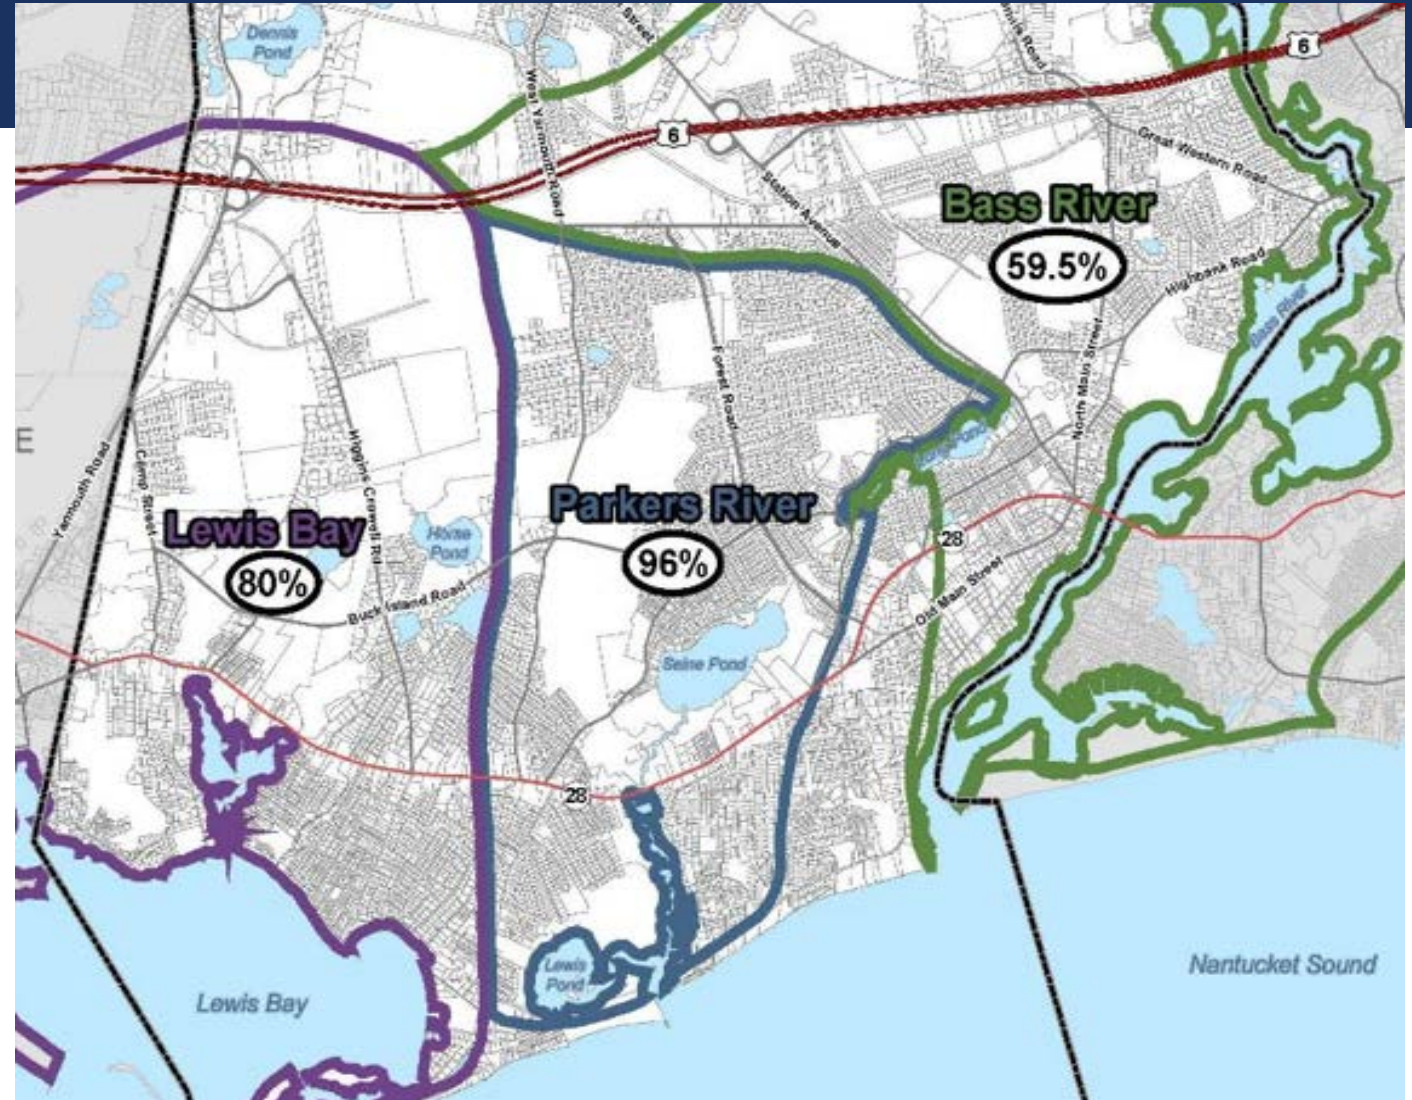 Dennis
Pond
Street
6
West Yarmouth Road
6
Great Western Road
Station Avenue
Bass River
59.5%
Highbank Road
Bass River
Forest Road
North Main Street
E
Yarmouth Road
Camp Street
Higgins Crowell Rd
Long Pond
Lewis Bay
80%
Horse
Pond
Parkers River
96%
28
Buck Island Road
Old Main Street
Seine Pond
28
Lewis
Pond
Nantucket Sound
Lewis Bay